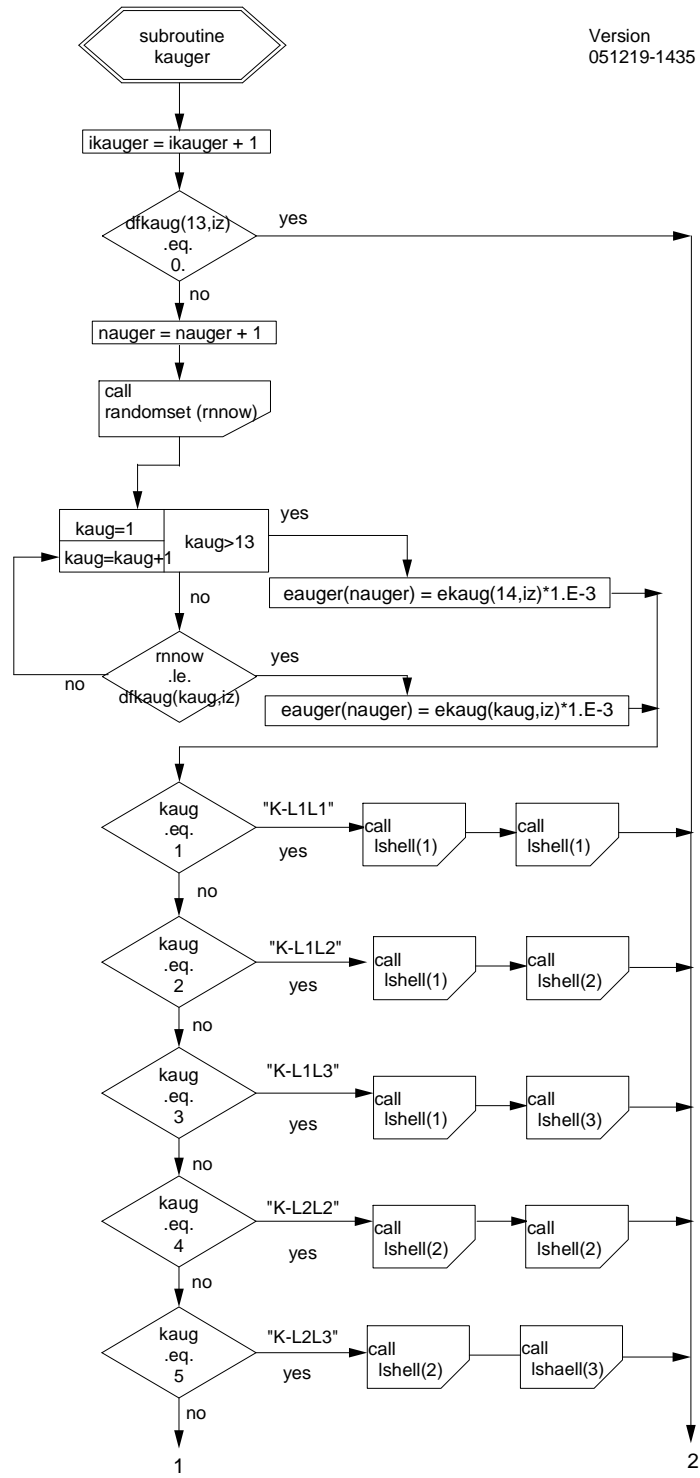 subroutine
kauger
Version
051219-1435
ikauger = ikauger + 1
dfkaug(13,iz)
.eq.
0.
yes
no
nauger = nauger + 1
call
randomset (rnnow)
kaug=1
kaug=kaug+1
kaug>13
yes
no
eauger(nauger) = ekaug(14,iz)*1.E-3
rnnow
.le.
dfkaug(kaug,iz)
yes
no
eauger(nauger) = ekaug(kaug,iz)*1.E-3
kaug
.eq.
1
"K-L1L1"
yes
call
lshell(1)
call
lshell(1)
no
kaug
.eq.
2
"K-L1L2"
yes
call
lshell(1)
call
lshell(2)
no
kaug
.eq.
3
"K-L1L3"
yes
call
lshell(1)
call
lshell(3)
no
kaug
.eq.
4
"K-L2L2"
yes
call
lshell(2)
call
lshell(2)
no
kaug
.eq.
5
"K-L2L3"
yes
call
lshell(2)
call
lshaell(3)
no
1
2